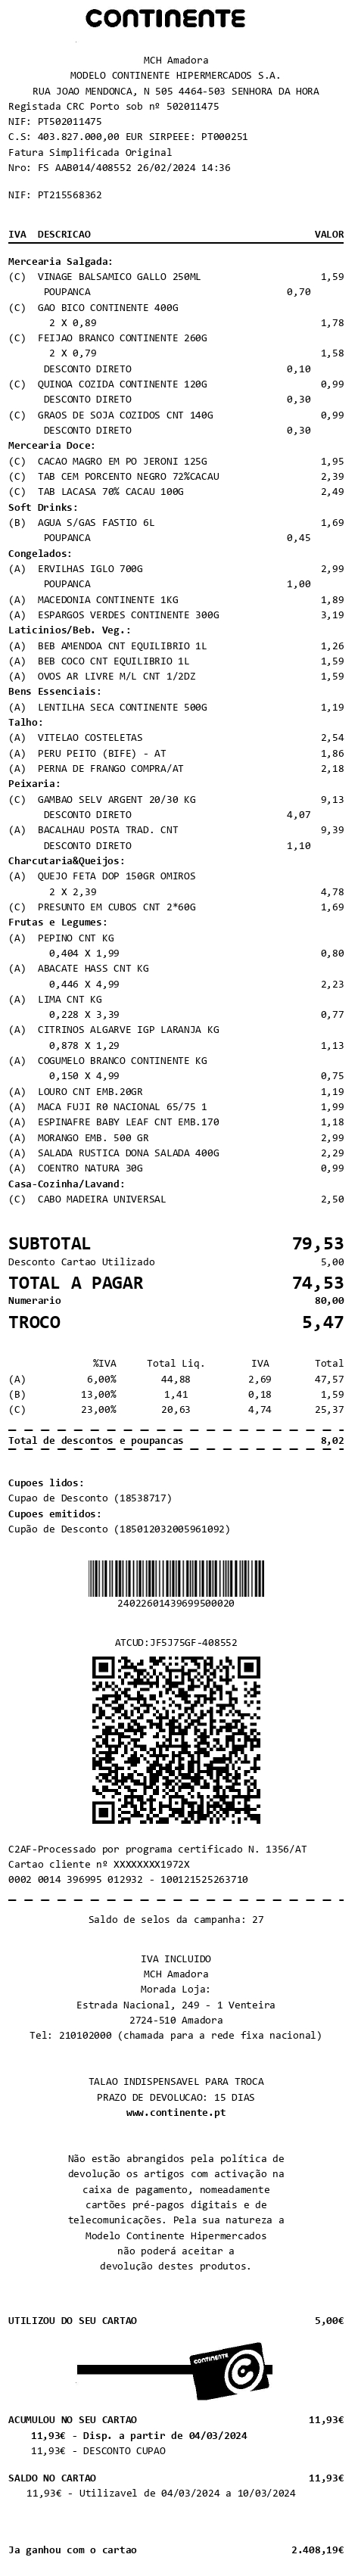 CONTINENTE
MCH Amadora
MODELO CONTINENTE HIPERMERCADOS S.A.
RUA JOAO MENDONCA, N 505 4464-503 SENHORA DA HORA
Registada CRC Porto sob nº 502011475
NIF: PT502011475
C.S: 403.827.000,00 EUR SIRPEEE: PT000251
Fatura Simplificada Original
Nro: FS AAB014/408552 26/02/2024 14:36
NIF: PT215568362
IVA DESCRICAO VALOR
Mercearia Salgada:
(C) VINAGE BALSAMICO GALLO 250ML 1,59
POUPANCA 0,70
(C) GAO BICO CONTINENTE 400G
2 X 0,89 1,78
(C) FEIJAO BRANCO CONTINENTE 260G
2 X 0,79 1,58
DESCONTO DIRETO 0,10
(C) QUINOA COZIDA CONTINENTE 120G 0,99
DESCONTO DIRETO 0,30
(C) GRAOS DE SOJA COZIDOS CNT 140G 0,99
DESCONTO DIRETO 0,30
Mercearia Doce:
(C) CACAO MAGRO EM PO JERONI 125G 1,95
(C) TAB CEM PORCENTO NEGRO 72%CACAU 2,39
(C) TAB LACASA 70% CACAU 100G 2,49
Soft Drinks:
(B) AGUA S/GAS FASTIO 6L 1,69
POUPANCA 0,45
Congelados:
(A) ERVILHAS IGLO 700G 2,99
POUPANCA 1,00
(A) MACEDONIA CONTINENTE 1KG 1,89
(A) ESPARGOS VERDES CONTINENTE 300G 3,19
Laticinios/Beb. Veg.:
(A) BEB AMENDOA CNT EQUILIBRIO 1L 1,26
(A) BEB COCO CNT EQUILIBRIO 1L 1,59
(A) OVOS AR LIVRE M/L CNT 1/2DZ 1,59
Bens Essenciais:
(A) LENTILHA SECA CONTINENTE 500G 1,19
Talho:
(A) VITELAO COSTELETAS 2,54
(A) PERU PEITO (BIFE) - AT 1,86
(A) PERNA DE FRANGO COMPRA/AT 2,18
Peixaria:
(C) GAMBAO SELV ARGENT 20/30 KG 9,13
DESCONTO DIRETO 4,07
(A) BACALHAU POSTA TRAD. CNT 9,39
DESCONTO DIRETO 1,10
Charcutaria&Queijos:
(A) QUEJO FETA DOP 150GR OMIROS
2 X 2,39 4,78
(C) PRESUNTO EM CUBOS CNT 2*60G 1,69
Frutas e Legumes:
(A) PEPINO CNT KG
0,404 X 1,99 0,80
(A) ABACATE HASS CNT KG
0,446 X 4,99 2,23
(A) LIMA CNT KG
0,228 X 3,39 0,77
(A) CITRINOS ALGARVE IGP LARANJA KG
0,878 X 1,29 1,13
(A) COGUMELO BRANCO CONTINENTE KG
0,150 X 4,99 0,75
(A) LOURO CNT EMB.20GR 1,19
(A) MACA FUJI R0 NACIONAL 65/75 1 1,99
(A) ESPINAFRE BABY LEAF CNT EMB.170 1,18
(A) MORANGO EMB. 500 GR 2,99
(A) SALADA RUSTICA DONA SALADA 400G 2,29
(A) COENTRO NATURA 30G 0,99
Casa-Cozinha/Lavand:
(C) CABO MADEIRA UNIVERSAL 2,50
SUBTOTAL 79,53
Desconto Cartao Utilizado 5,00
TOTAL A PAGAR 74,53
Numerario 80,00
TROCO 5,47
%IVA Total Liq. IVA Total
(A) 6,00% 44,88 2,69 47,57
(B) 13,00% 1,41 0,18 1,59
(C) 23,00% 20,63 4,74 25,37
Total de descontos e poupancas 8,02
Cupoes lidos:
Cupao de Desconto (18538717)
Cupoes emitidos:
Cupão de Desconto (185012032005961092)
24022601439699500020
ATCUD:JF5J75GF-408552
C2AF-Processado por programa certificado N. 1356/AT
Cartao cliente nº XXXXXXXX1972X
0002 0014 396995 012932 - 100121525263710
Saldo de selos da campanha: 27
IVA INCLUIDO
MCH Amadora
Morada Loja:
Estrada Nacional, 249 - 1 Venteira
2724-510 Amadora
Tel: 210102000 (chamada para a rede fixa nacional)
TALAO INDISPENSAVEL PARA TROCA
PRAZO DE DEVOLUCAO: 15 DIAS
www.continente.pt
Não estão abrangidos pela política de
devolução os artigos com activação na
caixa de pagamento, nomeadamente
cartões pré-pagos digitais e de
telecomunicações. Pela sua natureza a
Modelo Continente Hipermercados
não poderá aceitar a
devolução destes produtos.
UTILIZOU DO SEU CARTAO 5,00€
CONTINENTE
ACUMULOU NO SEU CARTAO 11,93€
11,93€ - Disp. a partir de 04/03/2024
11,93€ - DESCONTO CUPAO
SALDO NO CARTAO 11,93€
11,93€ - Utilizavel de 04/03/2024 a 10/03/2024
Ja ganhou com o cartao 2.408,19€